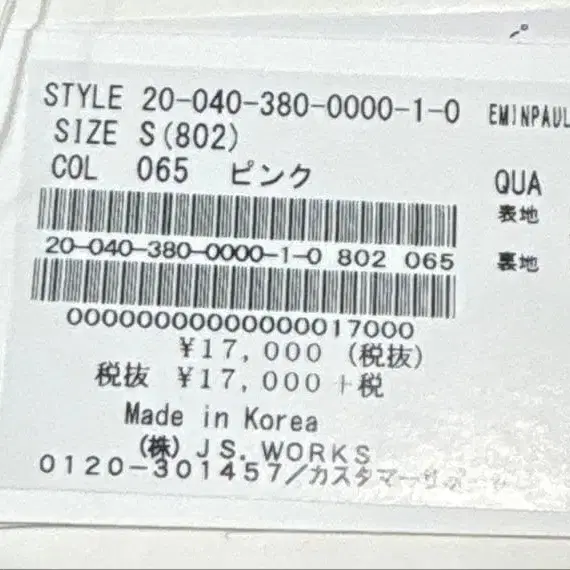 STYLE 20-040-380-0000-1-0 EMINPAUL
SIZE S(802)
COL 065 ピンク QUA
表地
20-040-380-0000-1-0 802 065
裏地
00000000000000017000
¥17,000 (税抜)
税抜 ¥17,000+税
Made in Korea
(株)JS.WORKS
0120-301457/カスタマー